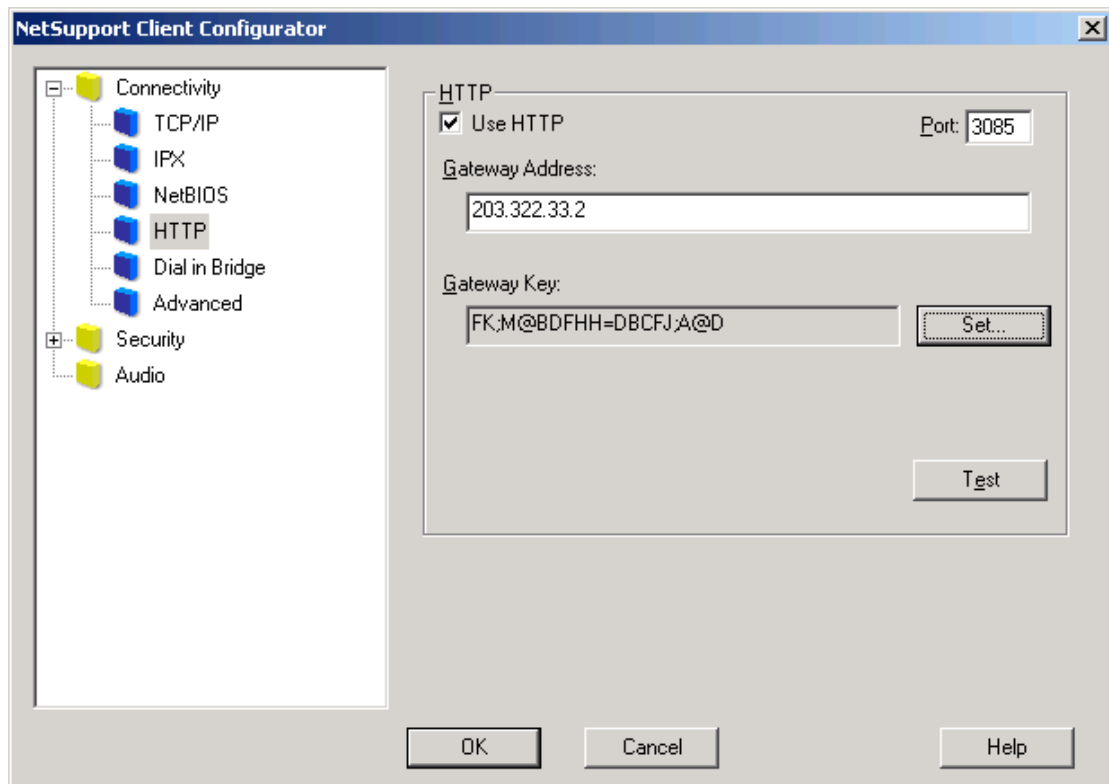 NetSupport Client Configurator
Connectivity
TCP/IP
IPX
NetBIOS
HTTP
Dial in Bridge
Advanced
Security
Audio
HTTP
Use HTTP
Port: 3085
Gateway Address:
203.322.33.2
Gateway Key:
FK;M@BDFHH=DBCFJ;A@D
Set...
Test
OK
Cancel
Help